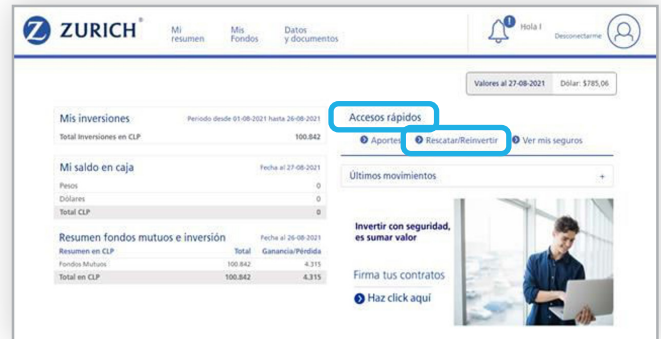 ZURICH®
Mi resumen
Mis Fondos
Datos y documentos
1
Hola I
Desconectarme
Valores al 27-08-2021 Dólar: $785,06
Mis inversiones Periodo desde 01-08-2021 hasta 26-08-2021
Total Inversiones en CLP 100.842
Mi saldo en caja Fecha al 27-08-2021
Pesos 0
Dólares 0
Total CLP 0
Resumen fondos mutuos e inversión Fecha al 26-08-2021
Resumen en CLP Total Ganancia/Pérdida
Fondos Mutuos 100.842 4.315
Total en CLP 100.842 4.315
Accesos rápidos
Aportes Rescatar/Reinvertir Ver mis seguros
Últimos movimientos +
Invertir con seguridad,
es sumar valor
Firma tus contratos
Haz click aquí